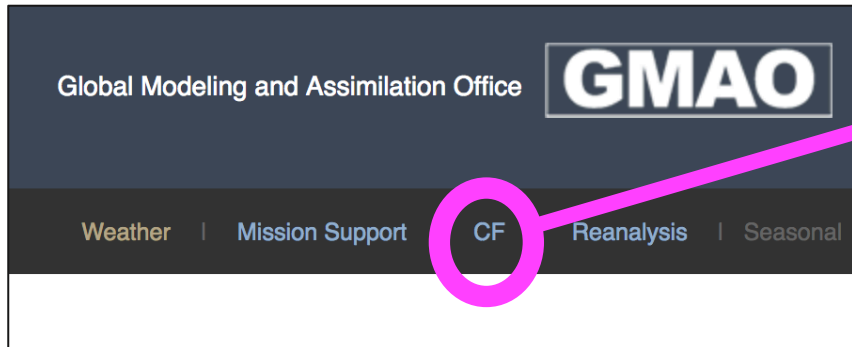 Global Modeling and Assimilation Office GMAO
Weather | Mission Support CF Reanalysis | Seasonal